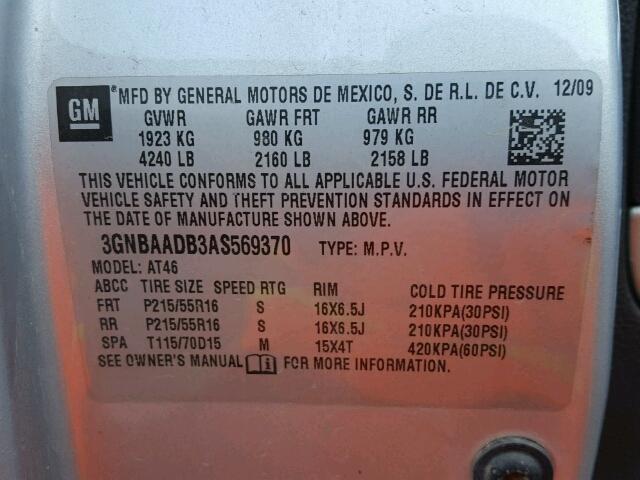 GM ® MFD BY GENERAL MOTORS DE MEXICO, S. DE R.L. DE C.V. 12/09
GVWR GAWR FRT GAWR RR
1923 KG 980 KG 979 KG
4240 LB 2160 LB 2158 LB
THIS VEHICLE CONFORMS TO ALL APPLICABLE U.S. FEDERAL MOTOR
VEHICLE SAFETY AND THEFT PREVENTION STANDARDS IN EFFECT ON
THE DATE OF MANUFACTURE SHOWN ABOVE.
3GNBAADB3AS569370 TYPE: M.P.V.
MODEL: AT46
ABCC TIRE SIZE SPEED RTG RIM COLD TIRE PRESSURE
FRT P215/55R16 S 16X6.5J 210KPA(30PSI)
RR P215/55R16 S 16X6.5J 210KPA(30PSI)
SPA T115/70D15 M 15X4T 420KPA(60PSI)
SEE OWNER'S MANUAL i FOR MORE INFORMATION.